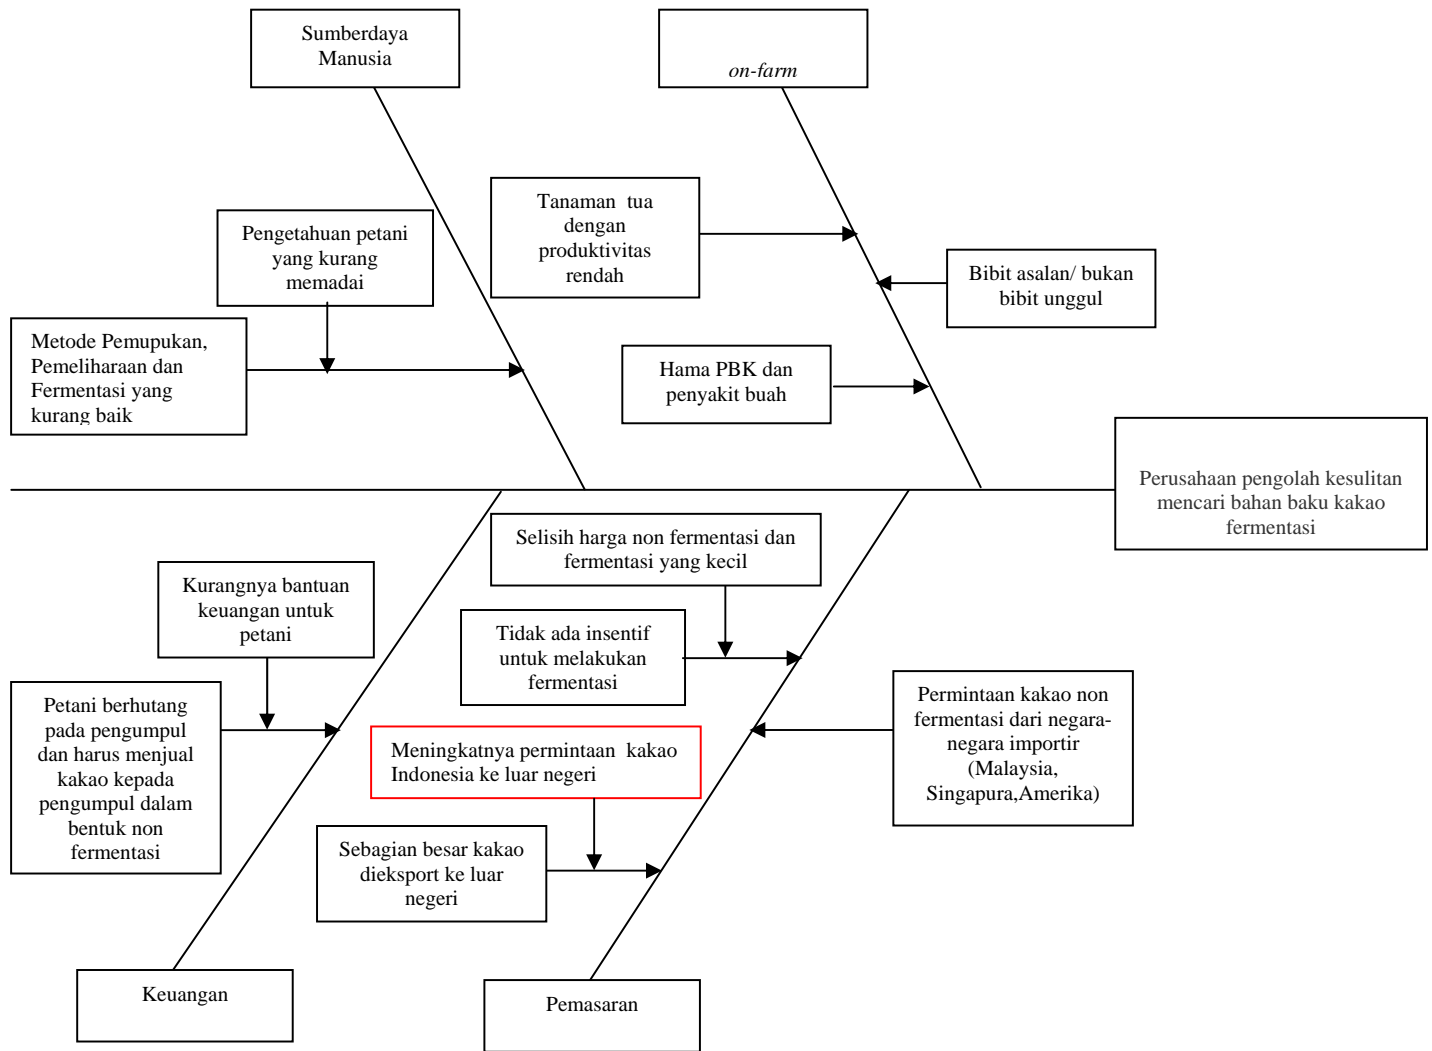 Sumberdaya
Manusia
on-farm
Tanaman tua
dengan
produktivitas
rendah
Pengetahuan petani
yang kurang
memadai
Bibit asalan/ bukan
bibit unggul
Metode Pemupukan,
Pemeliharaan dan
Fermentasi yang
kurang baik
Hama PBK dan
penyakit buah
Perusahaan pengolah kesulitan
mencari bahan baku kakao
fermentasi
Selisih harga non fermentasi dan
fermentasi yang kecil
Kurangnya bantuan
keuangan untuk
petani
Tidak ada insentif
untuk melakukan
fermentasi
Petani berhutang
pada pengumpul
dan harus menjual
kakao kepada
pengumpul dalam
bentuk non
fermentasi
Permintaan kakao non
fermentasi dari negara-
negara importir
(Malaysia,
Singapura,Amerika)
Meningkatnya permintaan kakao
Indonesia ke luar negeri
Sebagian besar kakao
dieksport ke luar
negeri
Keuangan
Pemasaran